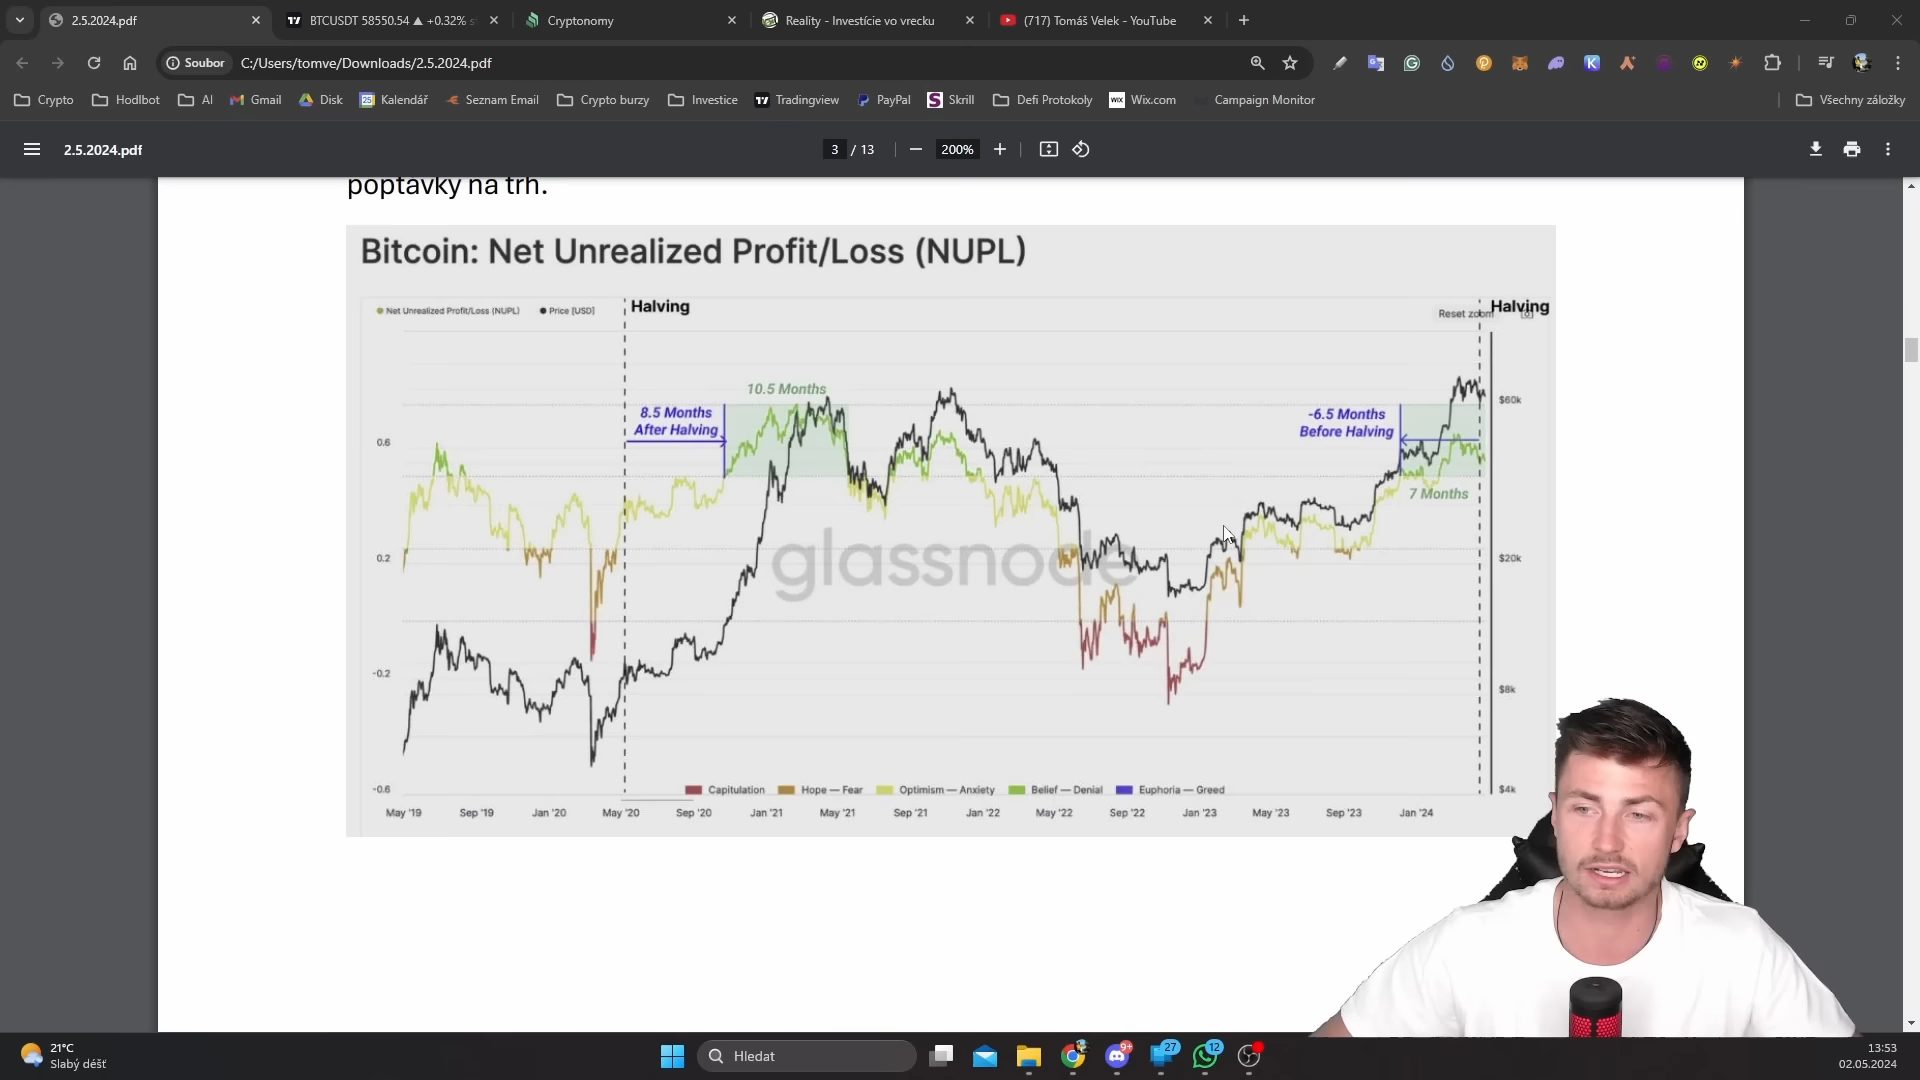 2.5.2024.pdf
BTCUSDT 58550.54 ▲ +0.32%
Cryptonomy
Reality - Investície vo vrecku
(717) Tomáš Velek - YouTube
Soubor
C:/Users/tomve/Downloads/2.5.2024.pdf
Crypto
Hodlbot
AI
Gmail
Disk
Kalendář
Seznam Email
Crypto burzy
Investice
Tradingview
PayPal
Skrill
Defi Protokoly
Wix.com
Campaign Monitor
Všechny záložky
2.5.2024.pdf
3 / 13
200%
poptávky na trh.
Bitcoin: Net Unrealized Profit/Loss (NUPL)
Net Unrealized Profit/Loss (NUPL)
Price [USD]
Halving
Reset zoom
Halving
10.5 Months
8.5 Months
After Halving
-6.5 Months
Before Halving
7 Months
0.6
0.2
-0.2
-0.6
$60k
$20k
$8k
$4k
glassnode
Capitulation
Hope — Fear
Optimism — Anxiety
Belief — Denial
Euphoria — Greed
May '19
Sep '19
Jan '20
May '20
Sep '20
Jan '21
May '21
Sep '21
Jan '22
May '22
Sep '22
Jan '23
May '23
Sep '23
Jan '24
21°C
Slabý déšť
Hledat
9+
27
12
13:53
02.05.2024